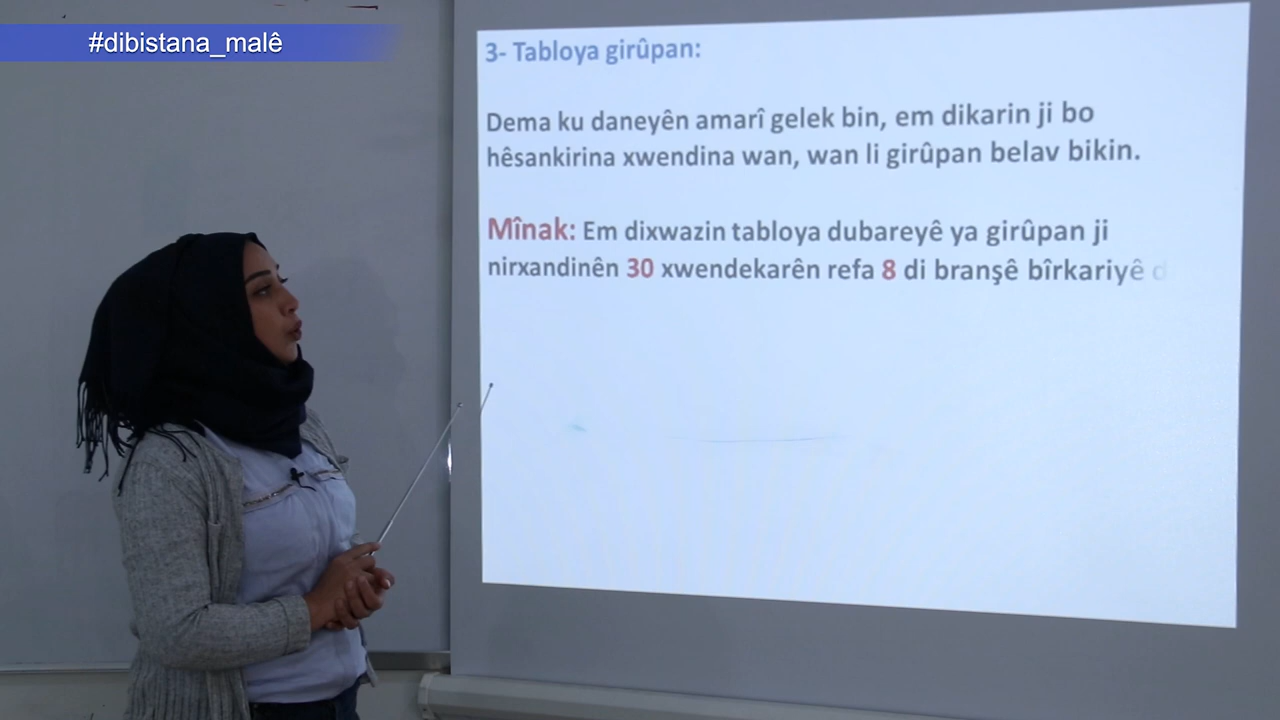 #dibistana_malê
3- Tabloya girûpan:
Dema ku daneyên amarî gelek bin, em dikarin ji bo
hêsankirina xwendina wan, wan li girûpan belav bikin.
Mînak: Em dixwazin tabloya dubareyê ya girûpan ji
nirxandinên 30 xwendekarên refa 8 di branşê bîrkariyê